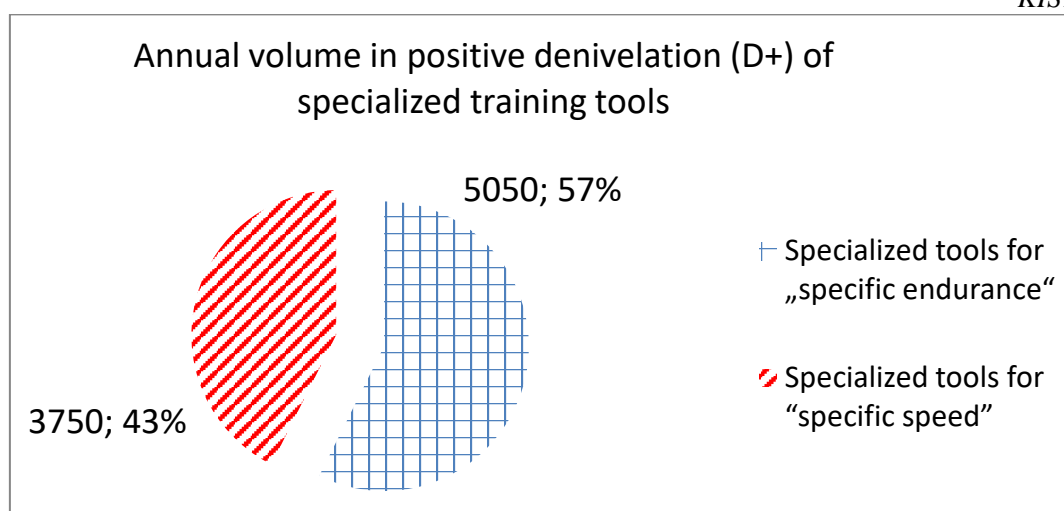 Annual volume in positive denivelation (D+) of
specialized training tools
5050; 57%
3750; 43%
Specialized tools for
„specific endurance“
Specialized tools for
“specific speed”